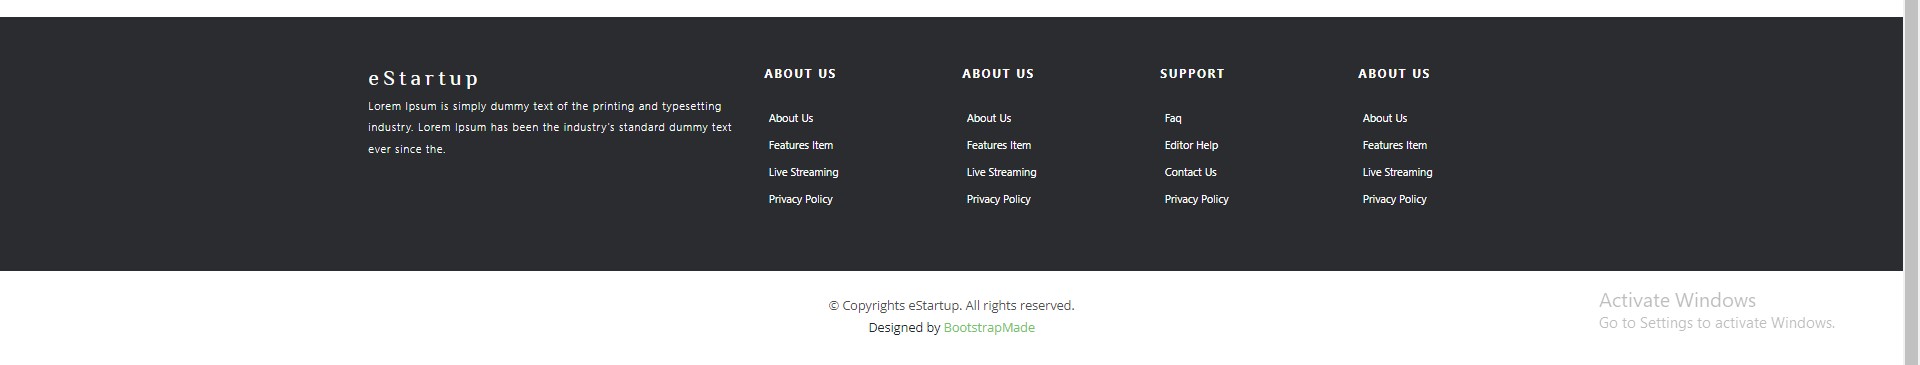 eStartup
Lorem Ipsum is simply dummy text of the printing and typesetting
industry. Lorem Ipsum has been the industry's standard dummy text
ever since the.
ABOUT US
About Us
Features Item
Live Streaming
Privacy Policy
ABOUT US
About Us
Features Item
Live Streaming
Privacy Policy
SUPPORT
Faq
Editor Help
Contact Us
Privacy Policy
ABOUT US
About Us
Features Item
Live Streaming
Privacy Policy
© Copyrights eStartup. All rights reserved.
Designed by BootstrapMade
Activate Windows
Go to Settings to activate Windows.